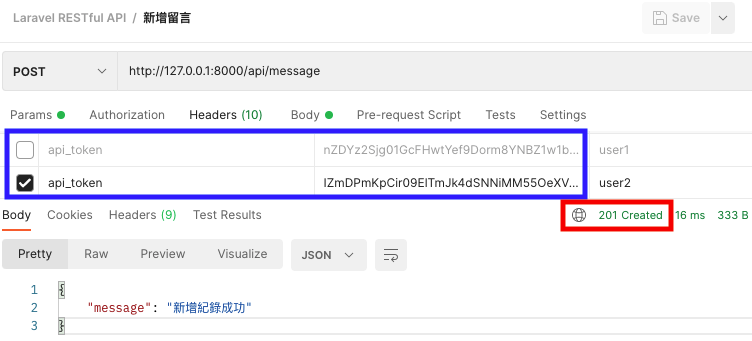 Laravel RESTful API / 新增留言
Save
POST http://127.0.0.1:8000/api/message
Params Authorization Headers (10) Body Pre-request Script Tests Settings
api_token nZDYz2Sjg01GcFHwtYef9Dorm8YNBZ1w1b... user1
api_token IZmDPmKpCir09ElTmJk4dSNNiMM55OeXV... user2
Body Cookies Headers (9) Test Results 201 Created 16 ms 333 B
Pretty Raw Preview Visualize JSON
1 {
2 "message": "新增紀錄成功"
3 }